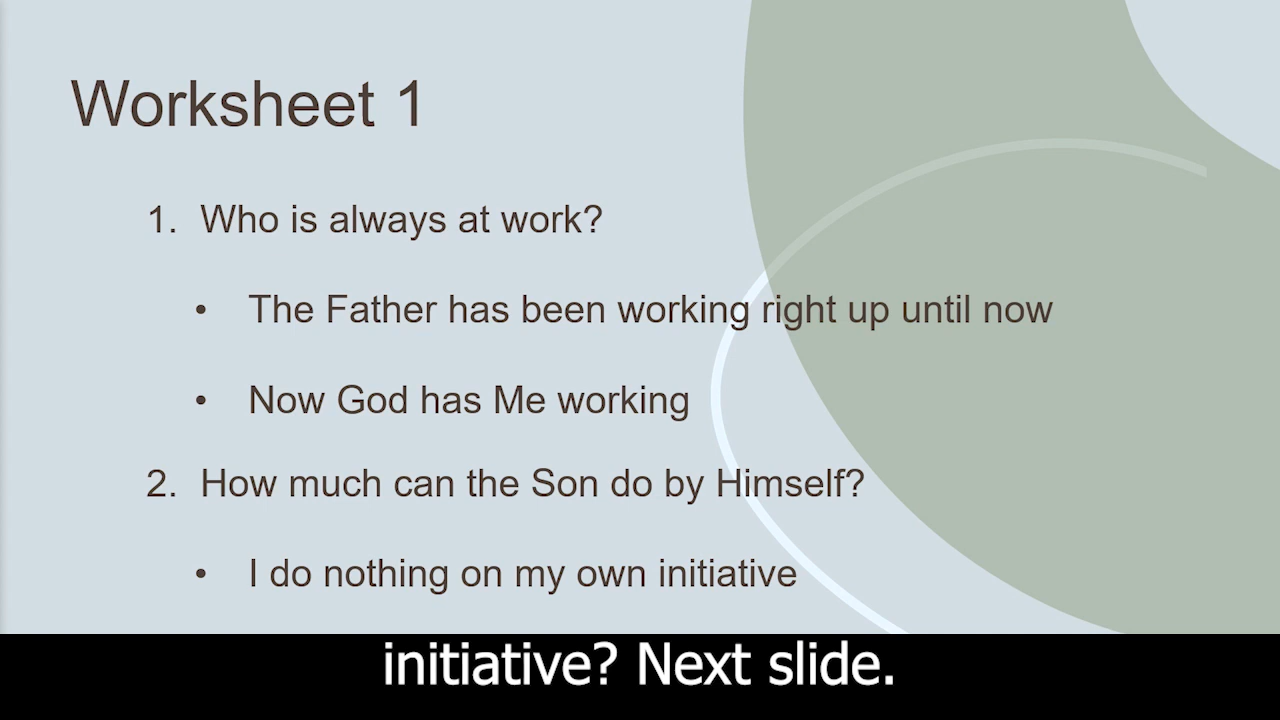 Worksheet 1
1. Who is always at work?
• The Father has been working right up until now
• Now God has Me working
2. How much can the Son do by Himself?
• I do nothing on my own initiative
initiative? Next slide.